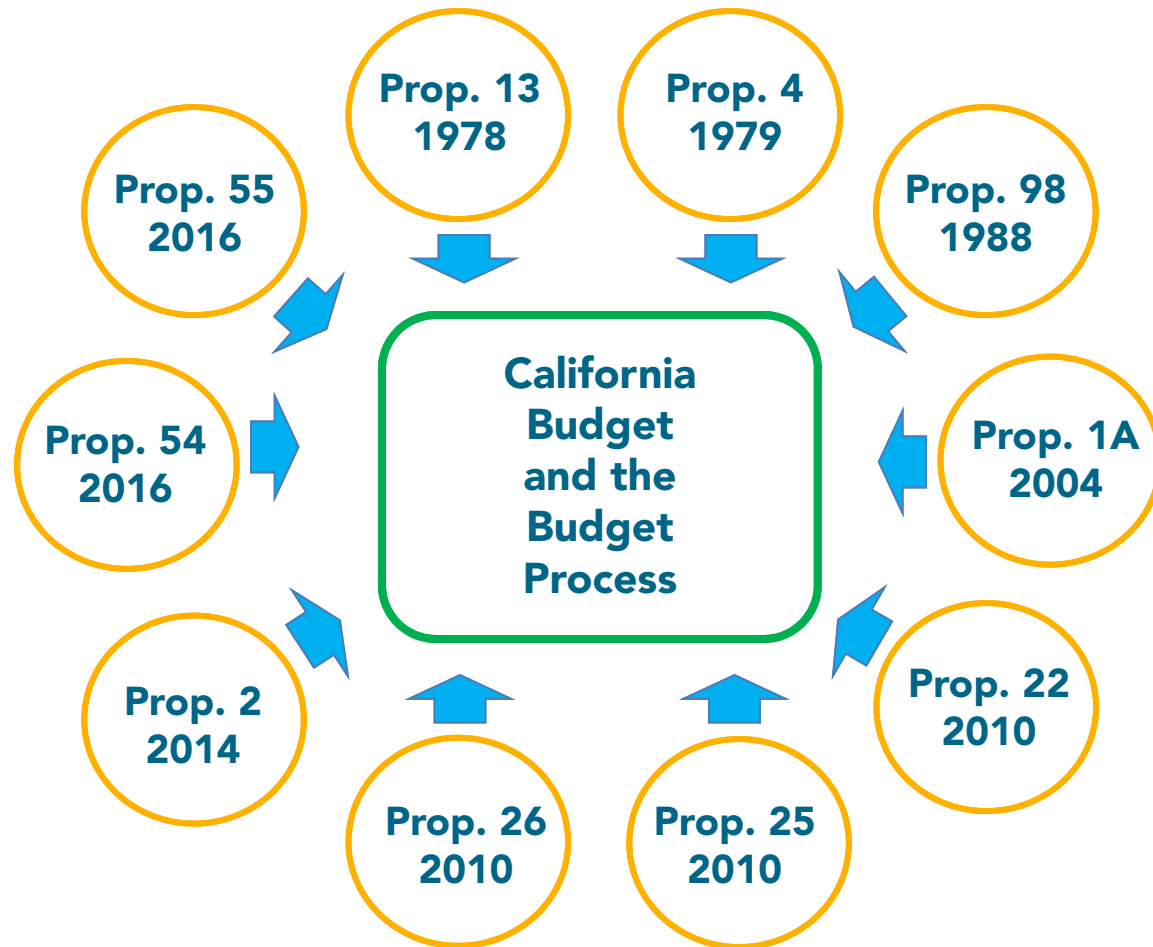 Prop. 13
1978
Prop. 4
1979
Prop. 98
1988
Prop. 1A
2004
Prop. 22
2010
Prop. 25
2010
Prop. 26
2010
Prop. 2
2014
Prop. 54
2016
Prop. 55
2016
California
Budget
and the
Budget
Process